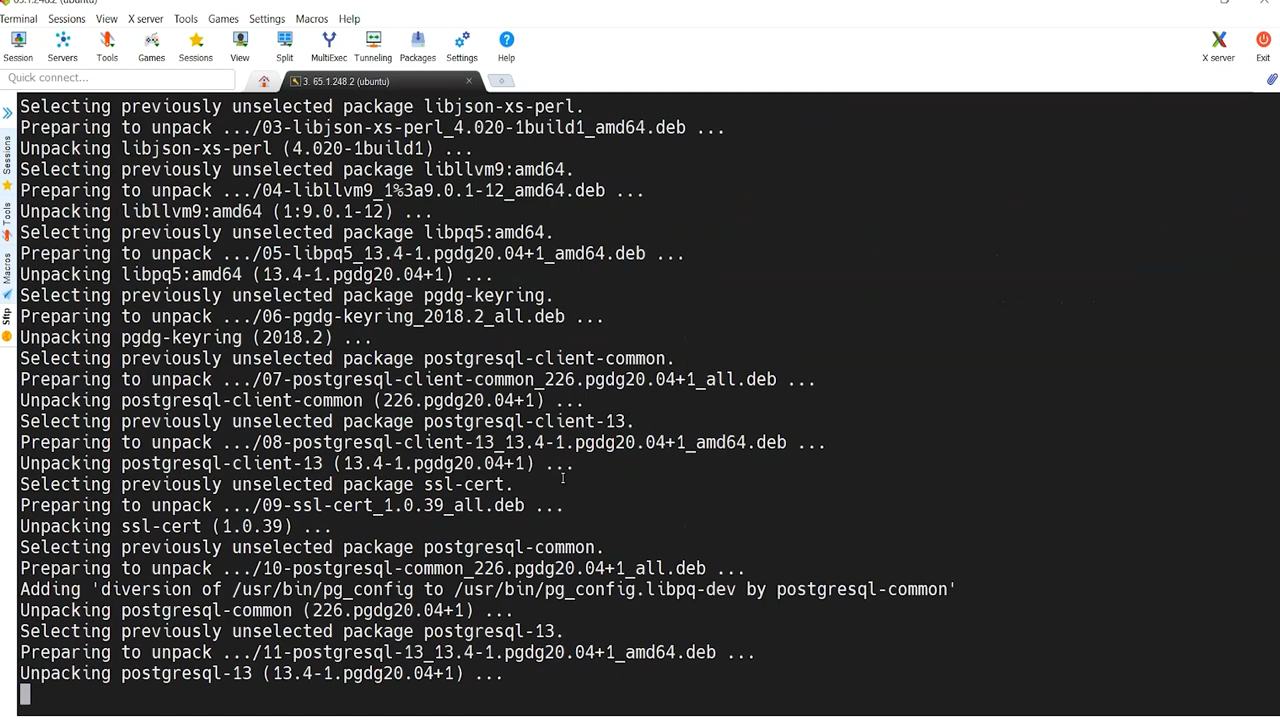 65.1.248.2 (ubuntu)
Terminal Sessions View X server Tools Games Settings Macros Help
Session Servers Tools Games Sessions View Split MultiExec Tunneling Packages Settings Help X server Exit
Quick connect... 3. 65.1.248.2 (ubuntu)
Sessions
Tools
Macros
Sftp
Selecting previously unselected package libjson-xs-perl.
Preparing to unpack .../03-libjson-xs-perl_4.020-1build1_amd64.deb ...
Unpacking libjson-xs-perl (4.020-1build1) ...
Selecting previously unselected package libllvm9:amd64.
Preparing to unpack .../04-libllvm9_1%3a9.0.1-12_amd64.deb ...
Unpacking libllvm9:amd64 (1:9.0.1-12) ...
Selecting previously unselected package libpq5:amd64.
Preparing to unpack .../05-libpq5_13.4-1.pgdg20.04+1_amd64.deb ...
Unpacking libpq5:amd64 (13.4-1.pgdg20.04+1) ...
Selecting previously unselected package pgdg-keyring.
Preparing to unpack .../06-pgdg-keyring_2018.2_all.deb ...
Unpacking pgdg-keyring (2018.2) ...
Selecting previously unselected package postgresql-client-common.
Preparing to unpack .../07-postgresql-client-common_226.pgdg20.04+1_all.deb ...
Unpacking postgresql-client-common (226.pgdg20.04+1) ...
Selecting previously unselected package postgresql-client-13.
Preparing to unpack .../08-postgresql-client-13_13.4-1.pgdg20.04+1_amd64.deb ...
Unpacking postgresql-client-13 (13.4-1.pgdg20.04+1) ...
Selecting previously unselected package ssl-cert.
Preparing to unpack .../09-ssl-cert_1.0.39_all.deb ...
Unpacking ssl-cert (1.0.39) ...
Selecting previously unselected package postgresql-common.
Preparing to unpack .../10-postgresql-common_226.pgdg20.04+1_all.deb ...
Adding 'diversion of /usr/bin/pg_config to /usr/bin/pg_config.libpq-dev by postgresql-common'
Unpacking postgresql-common (226.pgdg20.04+1) ...
Selecting previously unselected package postgresql-13.
Preparing to unpack .../11-postgresql-13_13.4-1.pgdg20.04+1_amd64.deb ...
Unpacking postgresql-13 (13.4-1.pgdg20.04+1) ...